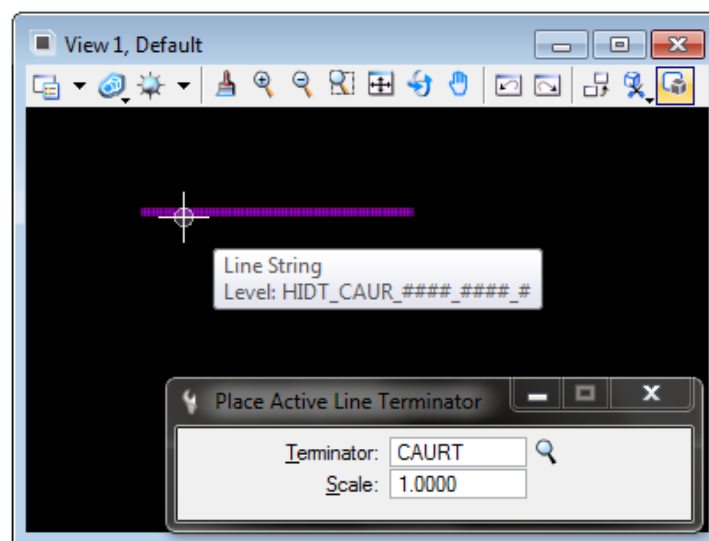 View 1, Default
Line String
Level: HIDT_CAUR_####_####_#
Place Active Line Terminator
Terminator: CAURT
Scale: 1.0000